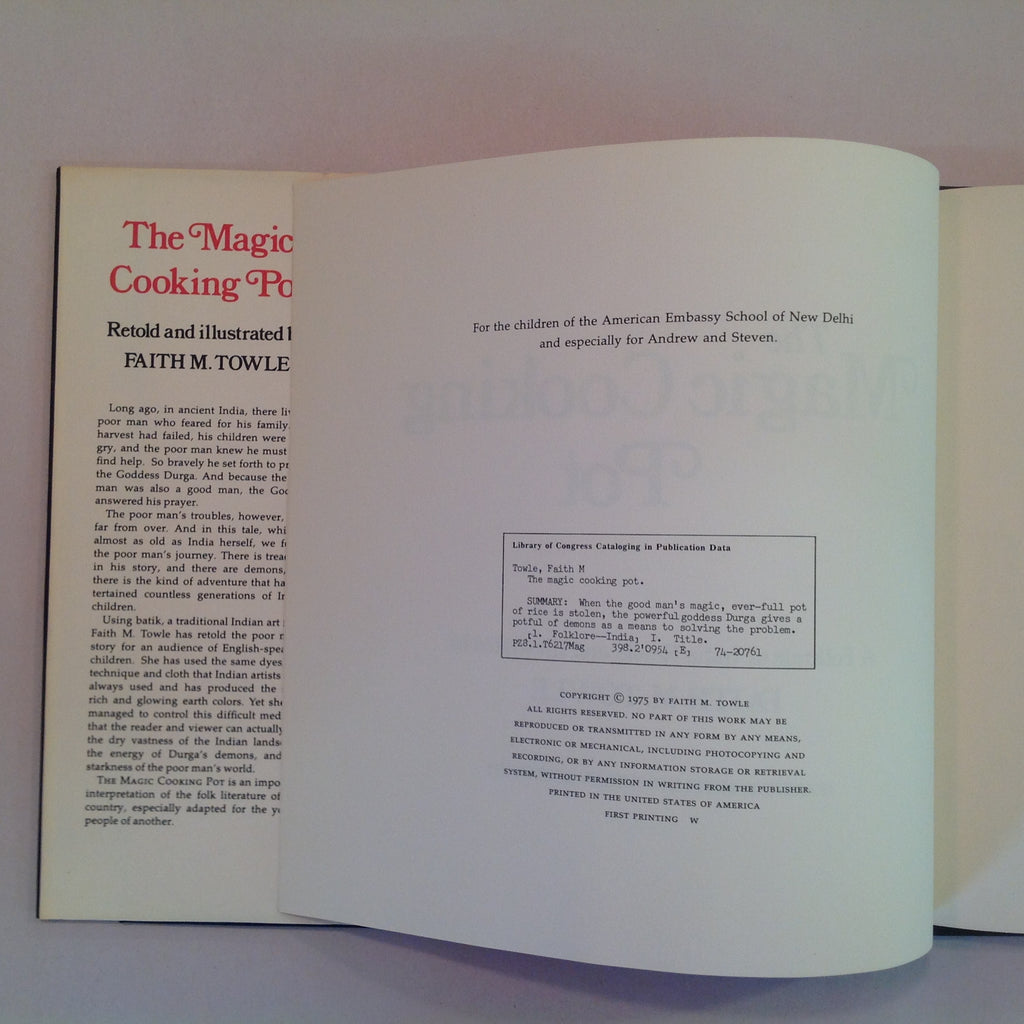 The Magic
Cooking Po
Retold and illustrated
FAITH M. TOWLE
Long ago, in ancient India, there li
poor man who feared for his family.
harvest had failed, his children were
gry, and the poor man knew he must
find help. So bravely he set forth to pr
the Goddess Durga. And because the
man was also a good man, the God
answered his prayer.
The poor man's troubles, however,
far from over. And in this tale, whi
almost as old as India herself, we f
the poor man's journey. There is trea
in his story, and there are demons,
there is the kind of adventure that ha
tertained countless generations of In
children.
Using batik, a traditional Indian art
Faith M. Towle has retold the poor
story for an audience of English-spea
children. She has used the same dyes
technique and cloth that Indian artists
always used and has produced the
rich and glowing earth colors. Yet she
managed to control this difficult med
that the reader and viewer can actually
the dry vastness of the Indian lands
the energy of Durga's demons, and
starkness of the poor man's world.
THE MAGIC COOKING POT is an impo
interpretation of the folk literature of
country, especially adapted for the y
people of another.
For the children of the American Embassy School of New Delhi
and especially for Andrew and Steven.
Library of Congress Cataloging in Publication Data
Towle, Faith M
The magic cooking pot.
SUMMARY: When the good man's magic, ever-full pot
of rice is stolen, the powerful goddess Durga gives a
potful of demons as a means to solving the problem.
[1. Folklore--India] I. Title.
PZ8.1.T6217Mag 398.2'0954 [E] 74-20761
COPYRIGHT © 1975 BY FAITH M. TOWLE
ALL RIGHTS RESERVED. NO PART OF THIS WORK MAY BE
REPRODUCED OR TRANSMITTED IN ANY FORM BY ANY MEANS,
ELECTRONIC OR MECHANICAL, INCLUDING PHOTOCOPYING AND
RECORDING, OR BY ANY INFORMATION STORAGE OR RETRIEVAL
SYSTEM, WITHOUT PERMISSION IN WRITING FROM THE PUBLISHER.
PRINTED IN THE UNITED STATES OF AMERICA
FIRST PRINTING W